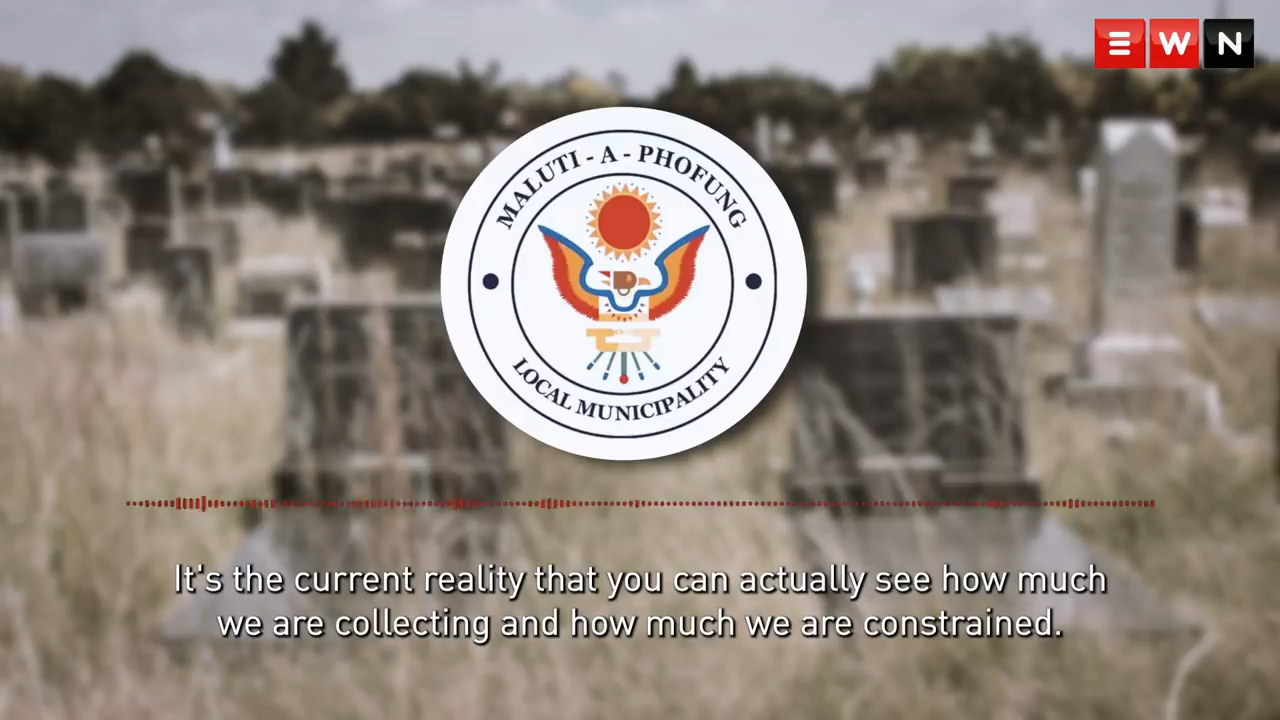 EWN
MALUTI - A - PHOFUNG
LOCAL MUNICIPALITY
It's the current reality that you can actually see how much
we are collecting and how much we are constrained.